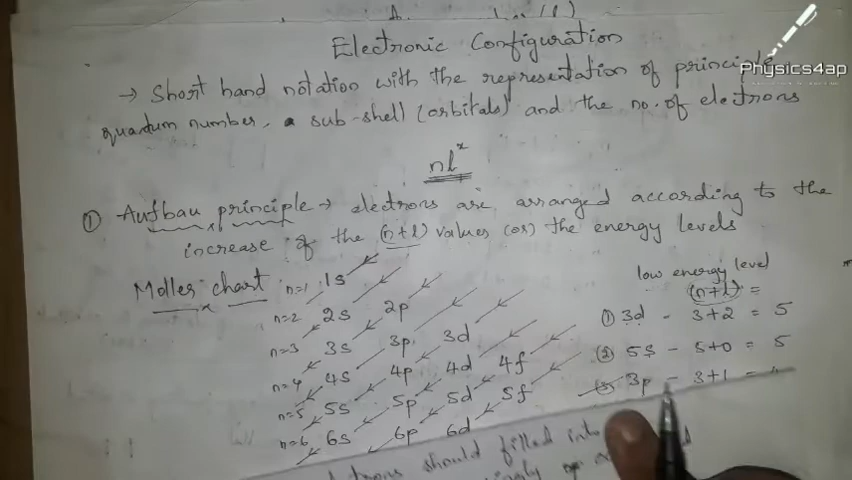 Electronic Configuration
Physics4ap
→ Short hand notation with the representation of principle
quantum number, sub-shell (orbitals) and the no. of electrons
nl^x
① Aufbau principle → electrons are arranged according to the
increase of the (n+l) values (or) the energy levels
Moller chart
n=1 1s
n=2 2s 2p
n=3 3s 3p 3d
n=4 4s 4p 4d 4f
n=5 5s 5p 5d 5f
n=6 6s 6p 6d
low energy level
(n+l) =
① 3d - 3+2 = 5
(2) 5s - 5+0 = 5
(3) 3p - 3+1 =
should filled into